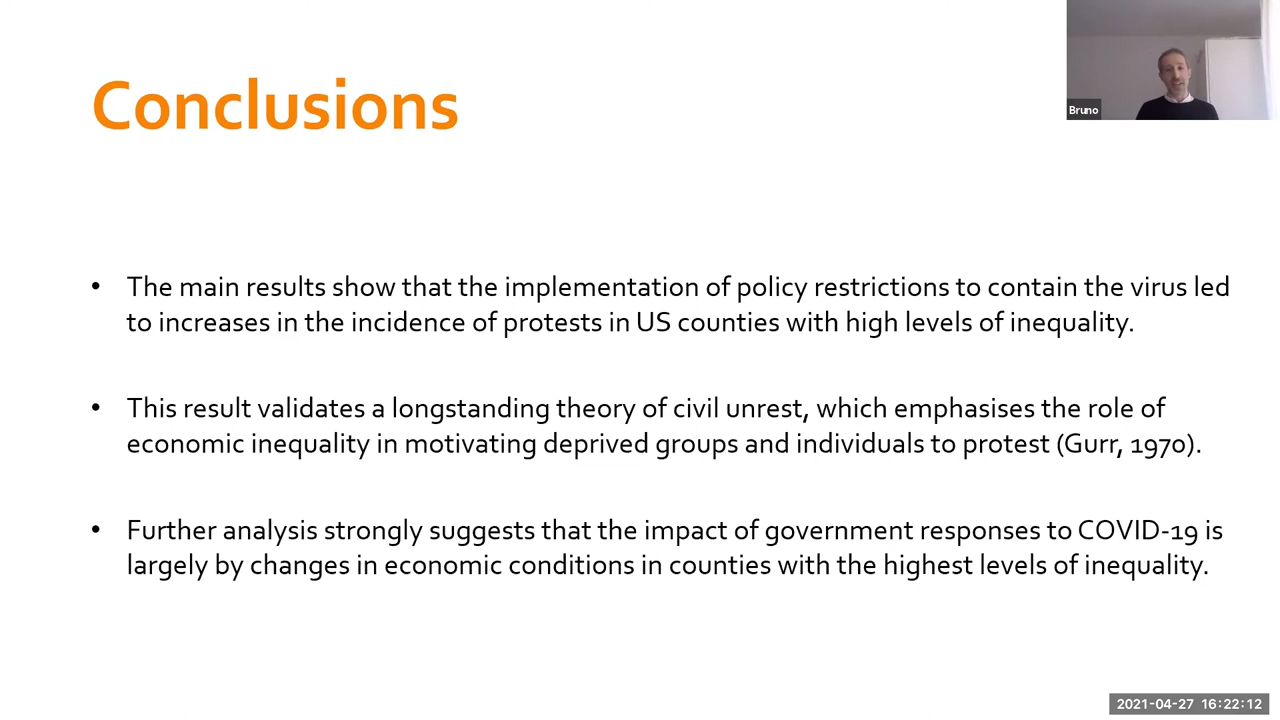 Conclusions
Bruno
• The main results show that the implementation of policy restrictions to contain the virus led
to increases in the incidence of protests in US counties with high levels of inequality.
• This result validates a longstanding theory of civil unrest, which emphasises the role of
economic inequality in motivating deprived groups and individuals to protest (Gurr, 1970).
• Further analysis strongly suggests that the impact of government responses to COVID-19 is
largely by changes in economic conditions in counties with the highest levels of inequality.
2021-04-27 16:22:12